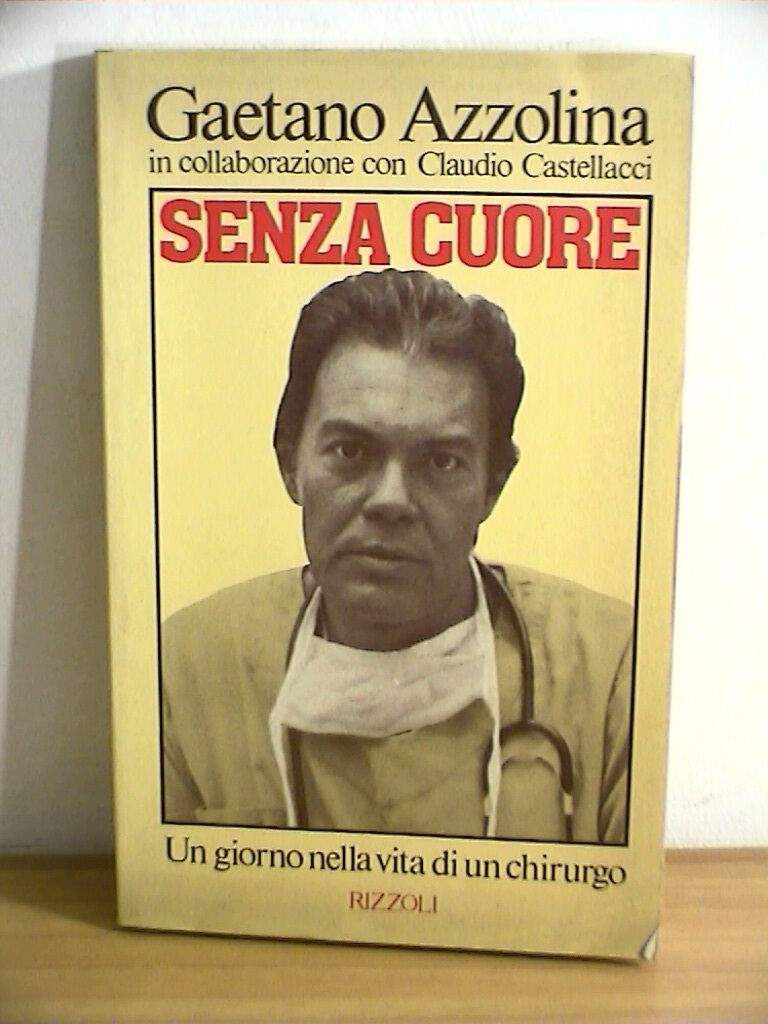 Gaetano Azzolina
in collaborazione con Claudio Castellacci
SENZA CUORE
Un giorno nella vita di un chirurgo
RIZZOLI